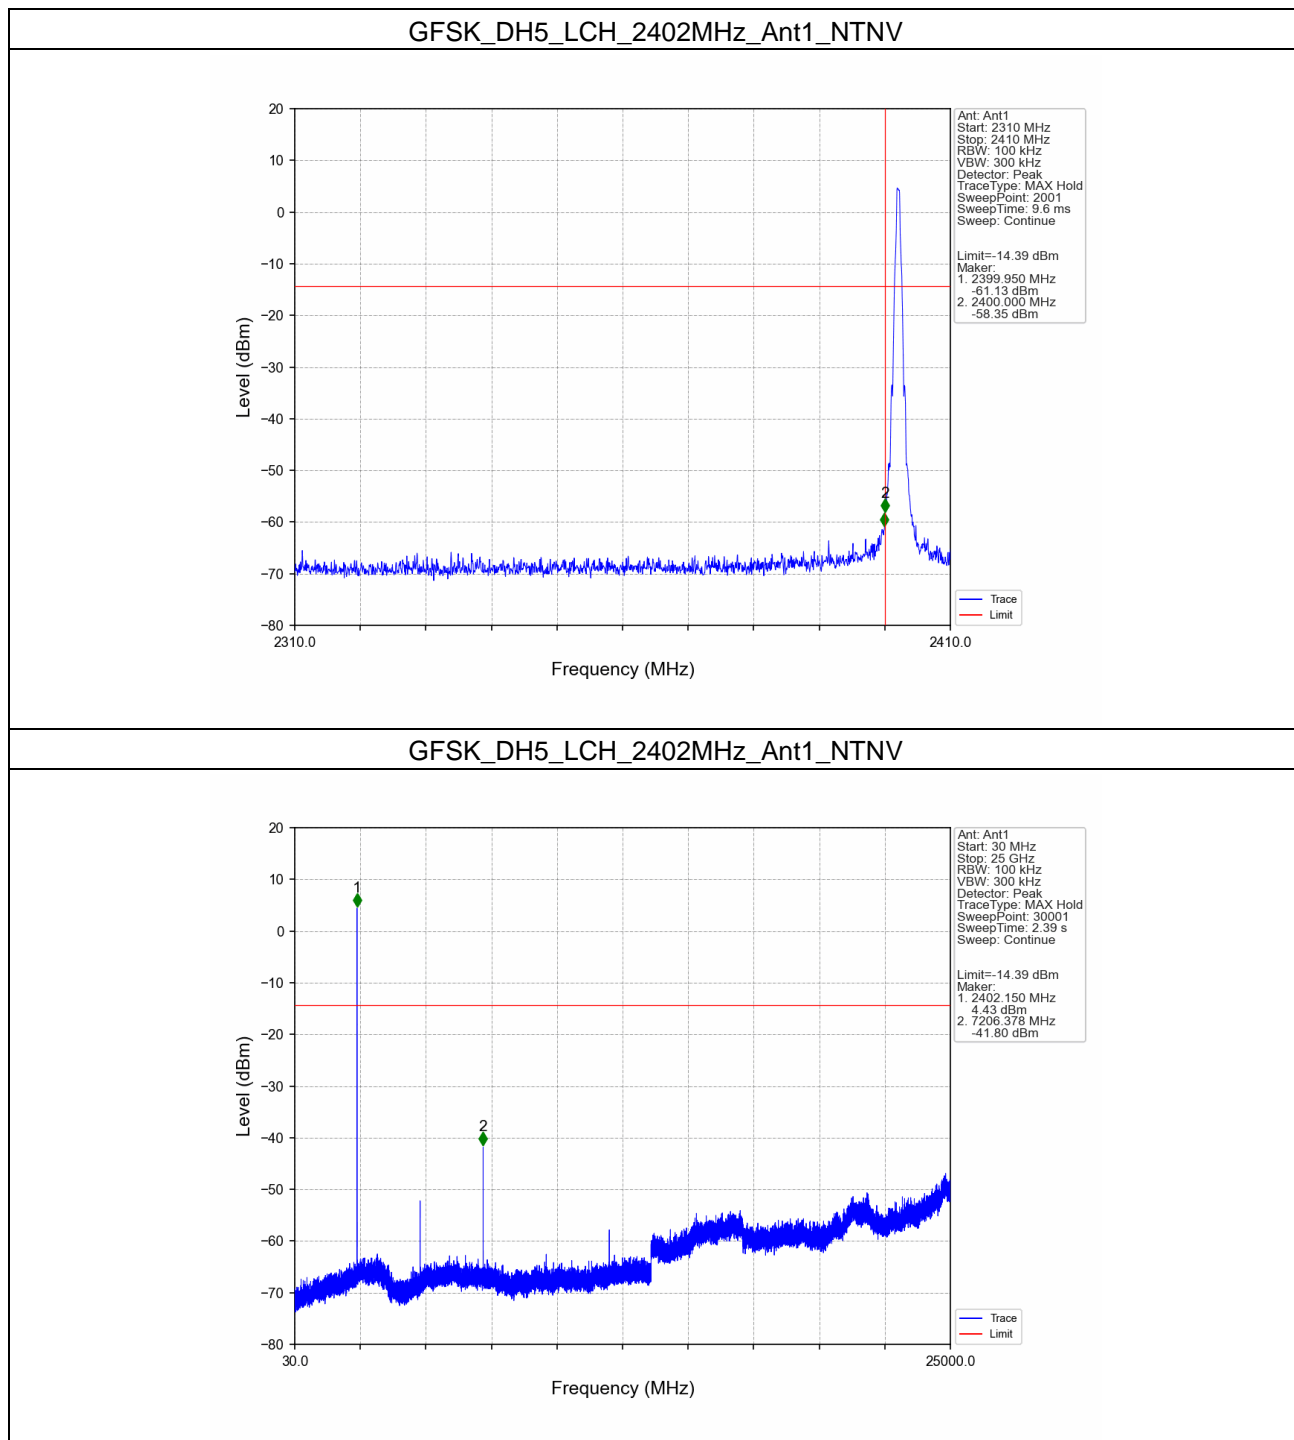 GFSK_DH5_LCH_2402MHz_Ant1_NTNV
20
10
0
−10
−20
−30
−40
−50
−60
−70
−80
Level (dBm)
2310.0
2410.0
Frequency (MHz)
2
Ant: Ant1
Start: 2310 MHz
Stop: 2410 MHz
RBW: 100 kHz
VBW: 300 kHz
Detector: Peak
TraceType: MAX Hold
SweepPoint: 2001
SweepTime: 9.6 ms
Sweep: Continue
Limit=-14.39 dBm
Maker:
1. 2399.950 MHz
-61.13 dBm
2. 2400.000 MHz
-58.35 dBm
Trace
Limit
GFSK_DH5_LCH_2402MHz_Ant1_NTNV
20
10
0
−10
−20
−30
−40
−50
−60
−70
−80
Level (dBm)
30.0
25000.0
Frequency (MHz)
1
2
Ant: Ant1
Start: 30 MHz
Stop: 25 GHz
RBW: 100 kHz
VBW: 300 kHz
Detector: Peak
TraceType: MAX Hold
SweepPoint: 30001
SweepTime: 2.39 s
Sweep: Continue
Limit=-14.39 dBm
Maker:
1. 2402.150 MHz
4.43 dBm
2. 7206.378 MHz
-41.80 dBm
Trace
Limit